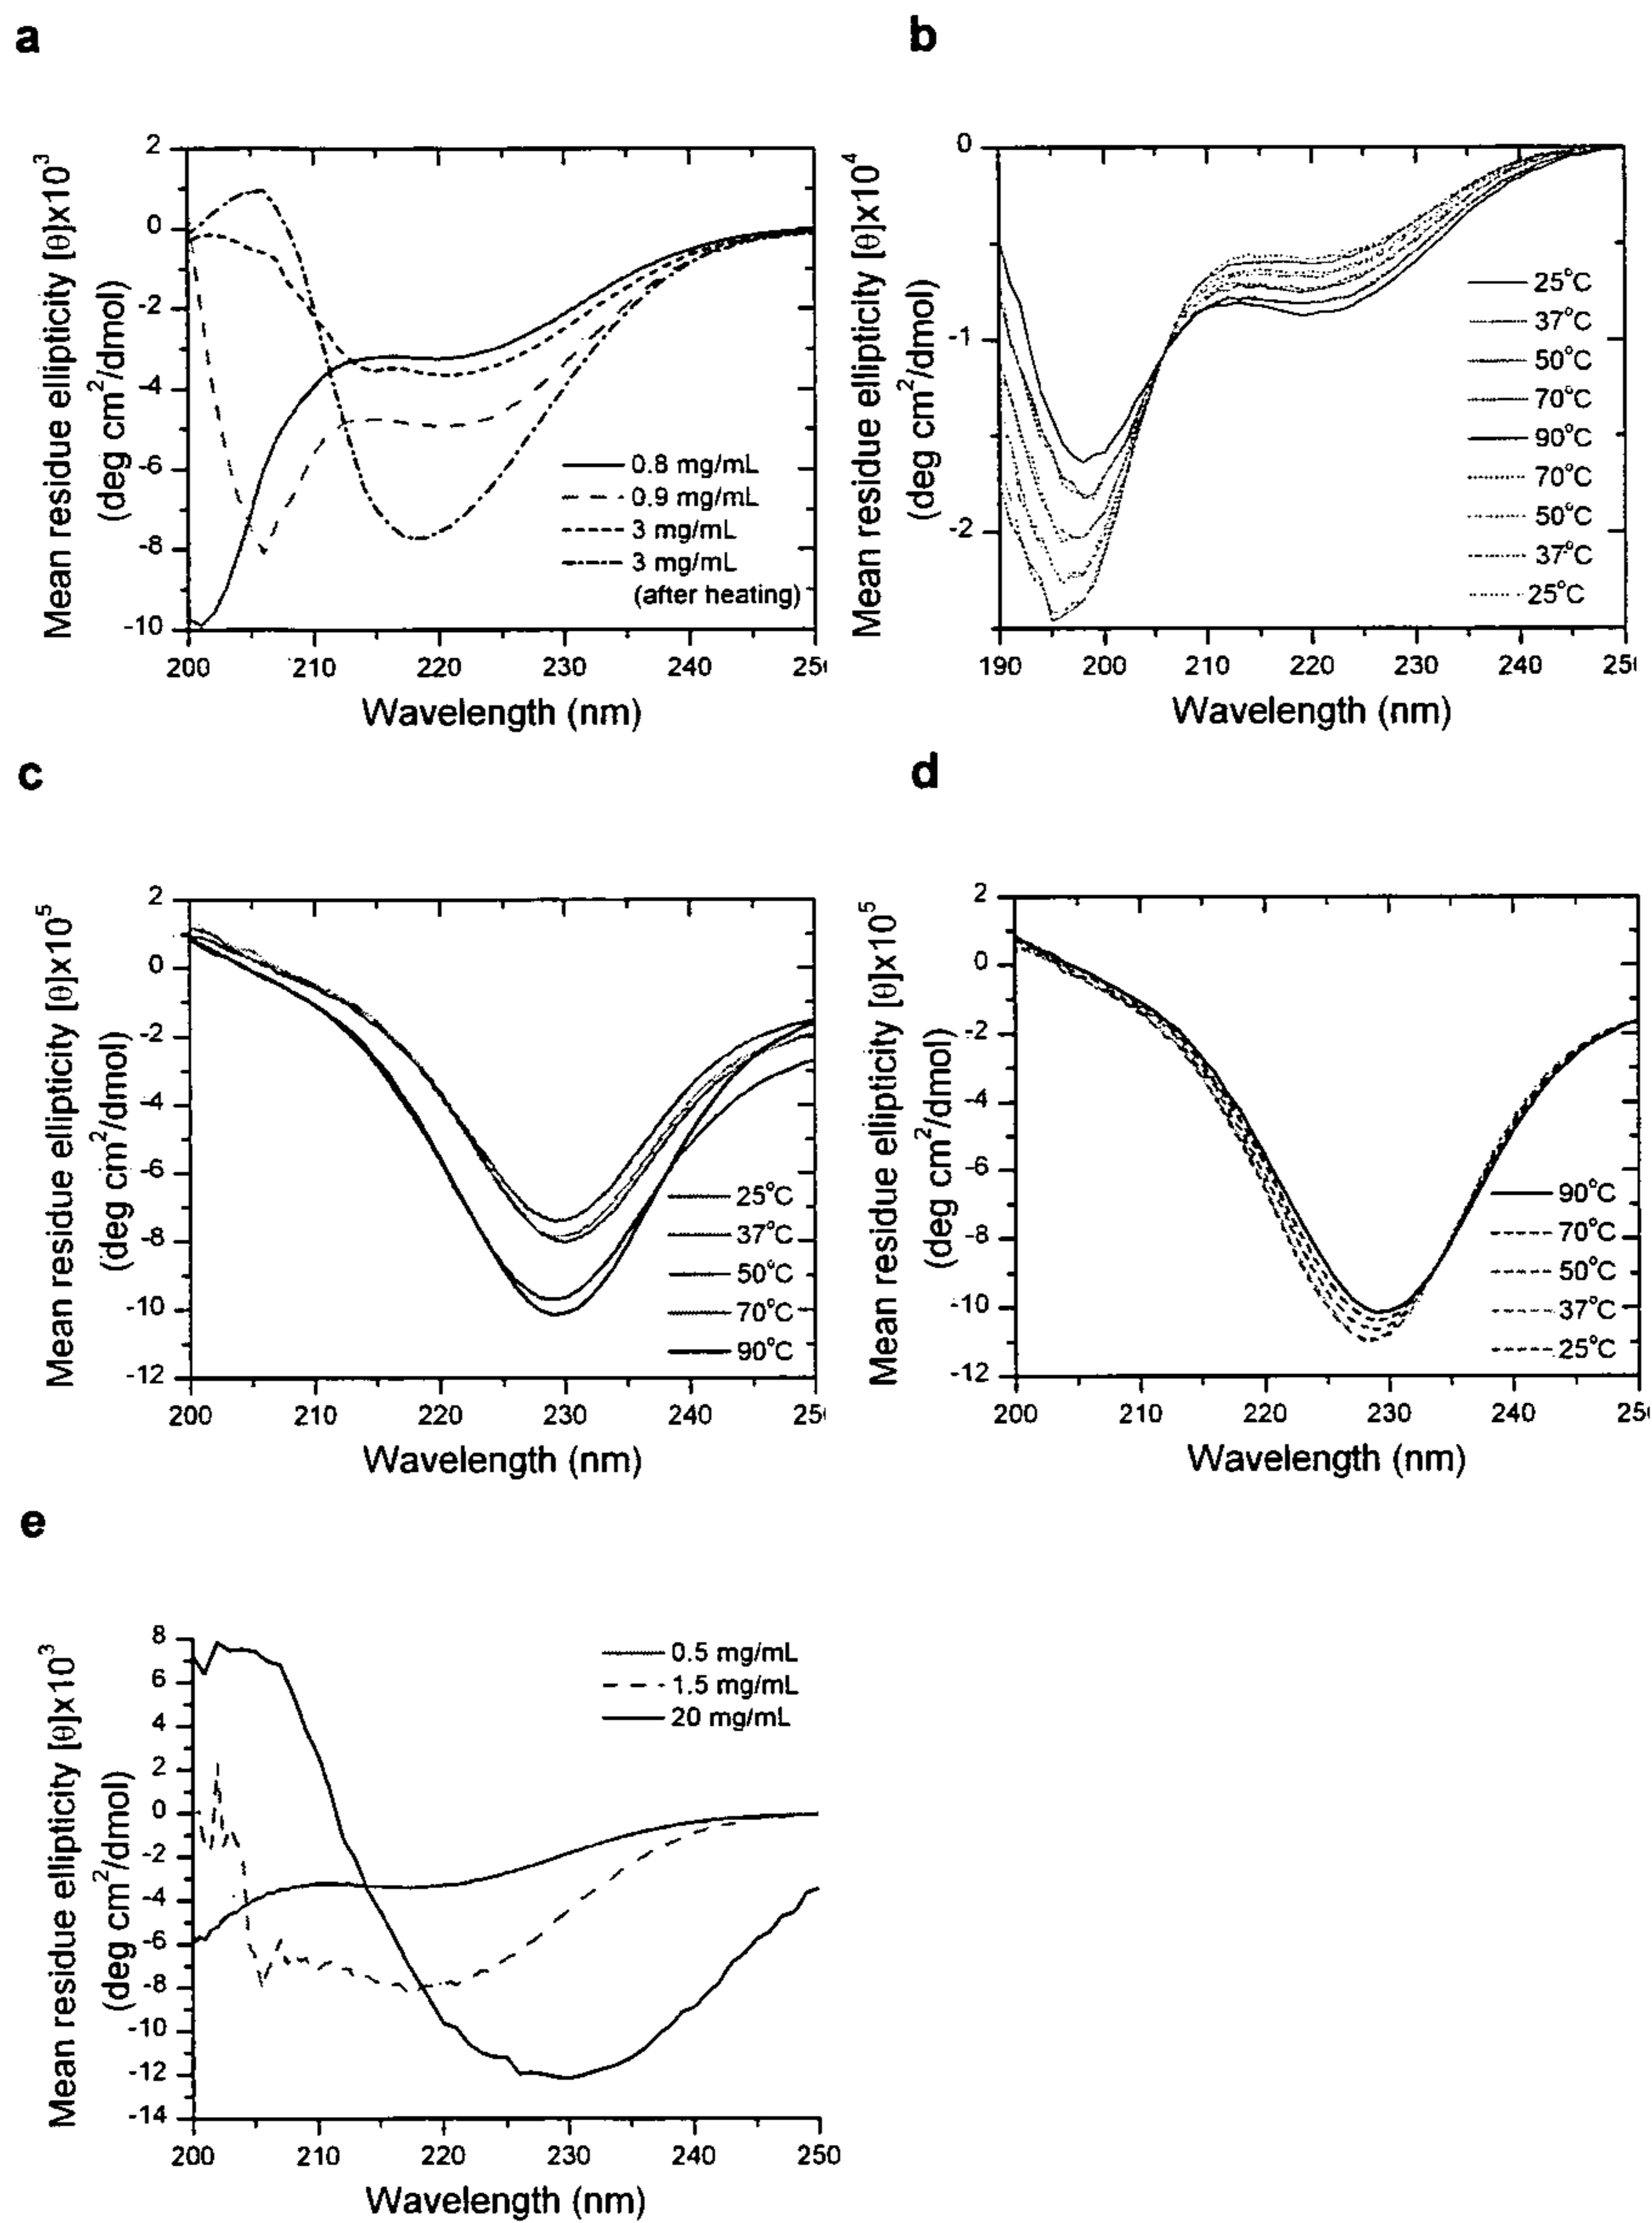 a
2
0
-2
-4
-6
-8
-10
200
210
220
230
240
25
Mean residue ellipticity [θ]x10³
(deg cm²/dmol)
Wavelength (nm)
0.8 mg/mL
0.9 mg/mL
3 mg/mL
3 mg/mL
(after heating)
b
0
-1
-2
190
200
210
220
230
240
25
Mean residue ellipticity [θ]x10⁴
(deg cm²/dmol)
Wavelength (nm)
25°C
37°C
50°C
70°C
90°C
70°C
50°C
37°C
25°C
c
2
0
-2
-4
-6
-8
-10
-12
200
210
220
230
240
25
Mean residue ellipticity [θ]x10⁵
(deg cm²/dmol)
Wavelength (nm)
25°C
37°C
50°C
70°C
90°C
d
2
0
-2
-4
-6
-8
-10
-12
200
210
220
230
240
25
Mean residue ellipticity [θ]x10⁵
(deg cm²/dmol)
Wavelength (nm)
90°C
70°C
50°C
37°C
25°C
e
8
6
4
2
0
-2
-4
-6
-8
-10
-12
-14
200
210
220
230
240
250
Mean residue ellipticity [θ]x10³
(deg cm²/dmol)
Wavelength (nm)
0.5 mg/mL
1.5 mg/mL
20 mg/mL